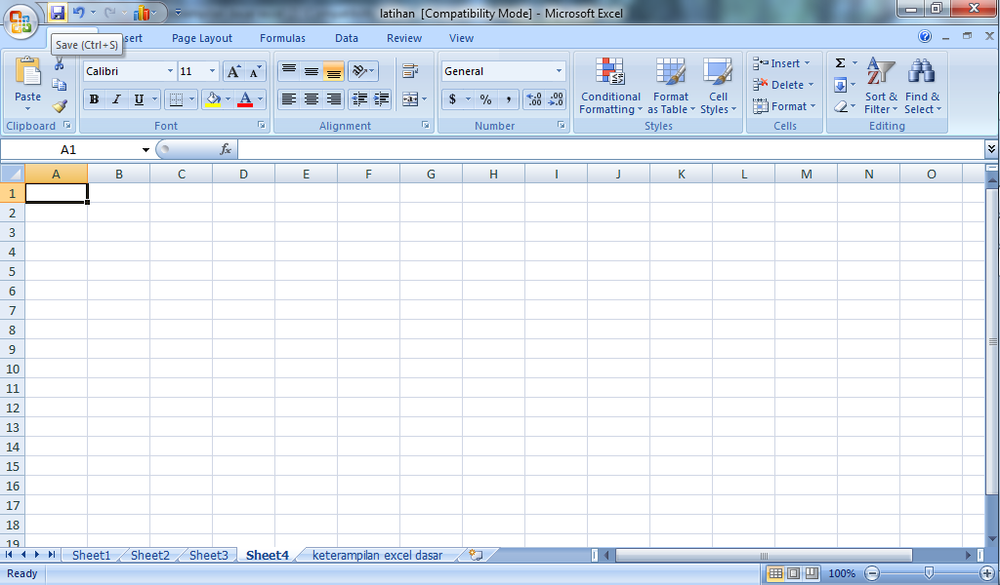 latihan [Compatibility Mode] - Microsoft Excel
Save (Ctrl+S)
sert Page Layout Formulas Data Review View
Paste Calibri 11 General Conditional Formatting Format as Table Cell Styles Insert Delete Format Sort & Filter Find & Select
B I U $ % , .00 .0 .00
Clipboard Font Alignment Number Styles Cells Editing
A1 fx
A B C D E F G H I J K L M N O
1
2
3
4
5
6
7
8
9
10
11
12
13
14
15
16
17
18
19
Sheet1 Sheet2 Sheet3 Sheet4 keterampilan excel dasar
Ready 100%